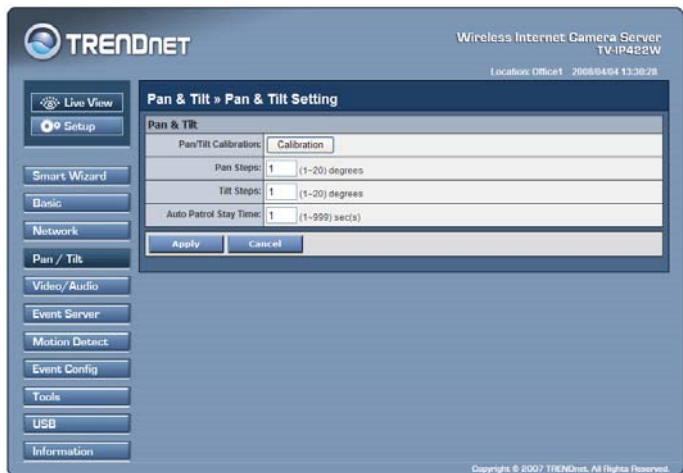 TRENDNET
Wireless Internet Camera Server
TV-IP422W
Location: Office1 2008/04/04 13:30:28
Live View
Setup
Smart Wizard
Basic
Network
Pan / Tilt
Video/Audio
Event Server
Motion Detect
Event Config
Tools
USB
Information
Pan & Tilt » Pan & Tilt Setting
Pan & Tilt
Pan/Tilt Calibration: Calibration
Pan Steps: 1 (1~20) degrees
Tilt Steps: 1 (1~20) degrees
Auto Patrol Stay Time: 1 (1~999) sec(s)
Apply Cancel
Copyright © 2007 TRENDnet. All Rights Reserved.